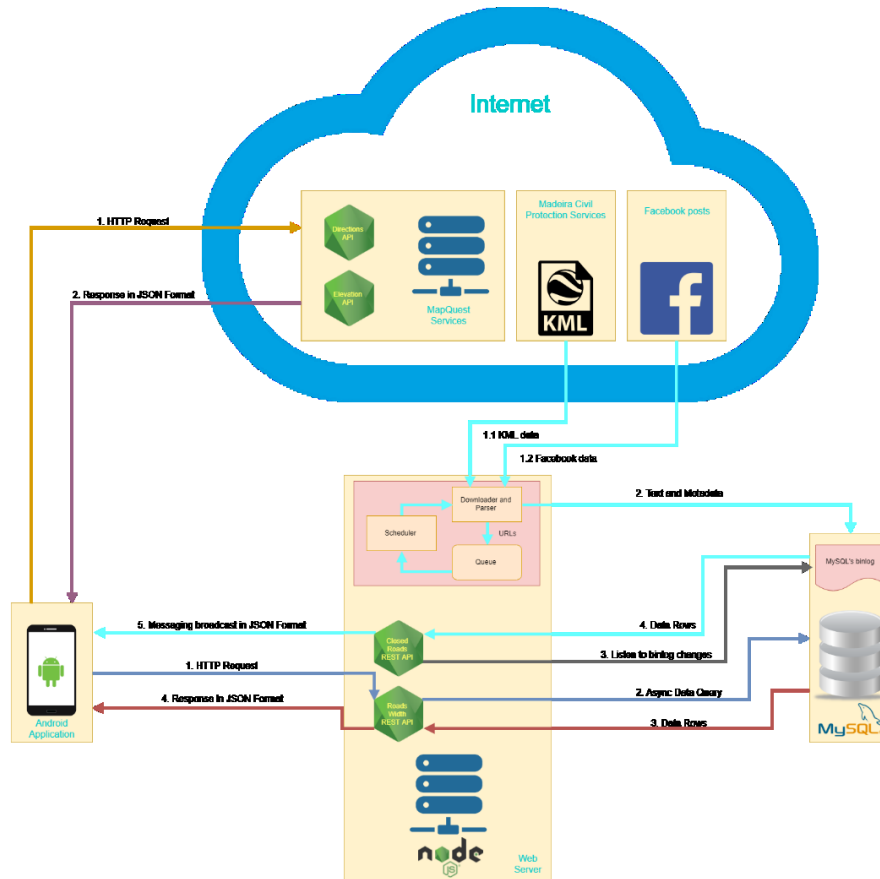 Internet
1. HTTP Request
2. Response in JSON Format
Directions
API
Elevation
API
MapQuest
Services
Madeira Civil
Protection Services
KML
Facebook posts
1.1 KML data
1.2 Facebook data
Downloader and
Parser
Scheduler
URLs
Queue
2. Text and Metadata
MySQL's binlog
5. Messaging broadcast in JSON Format
Closed
Roads
REST API
4. Data Rows
3. Listen to binlog changes
1. HTTP Request
2. Async Data Query
4. Response in JSON Format
Roads
Width
REST API
3. Data Rows
Android
Application
MySQL
node
JS
Web
Server